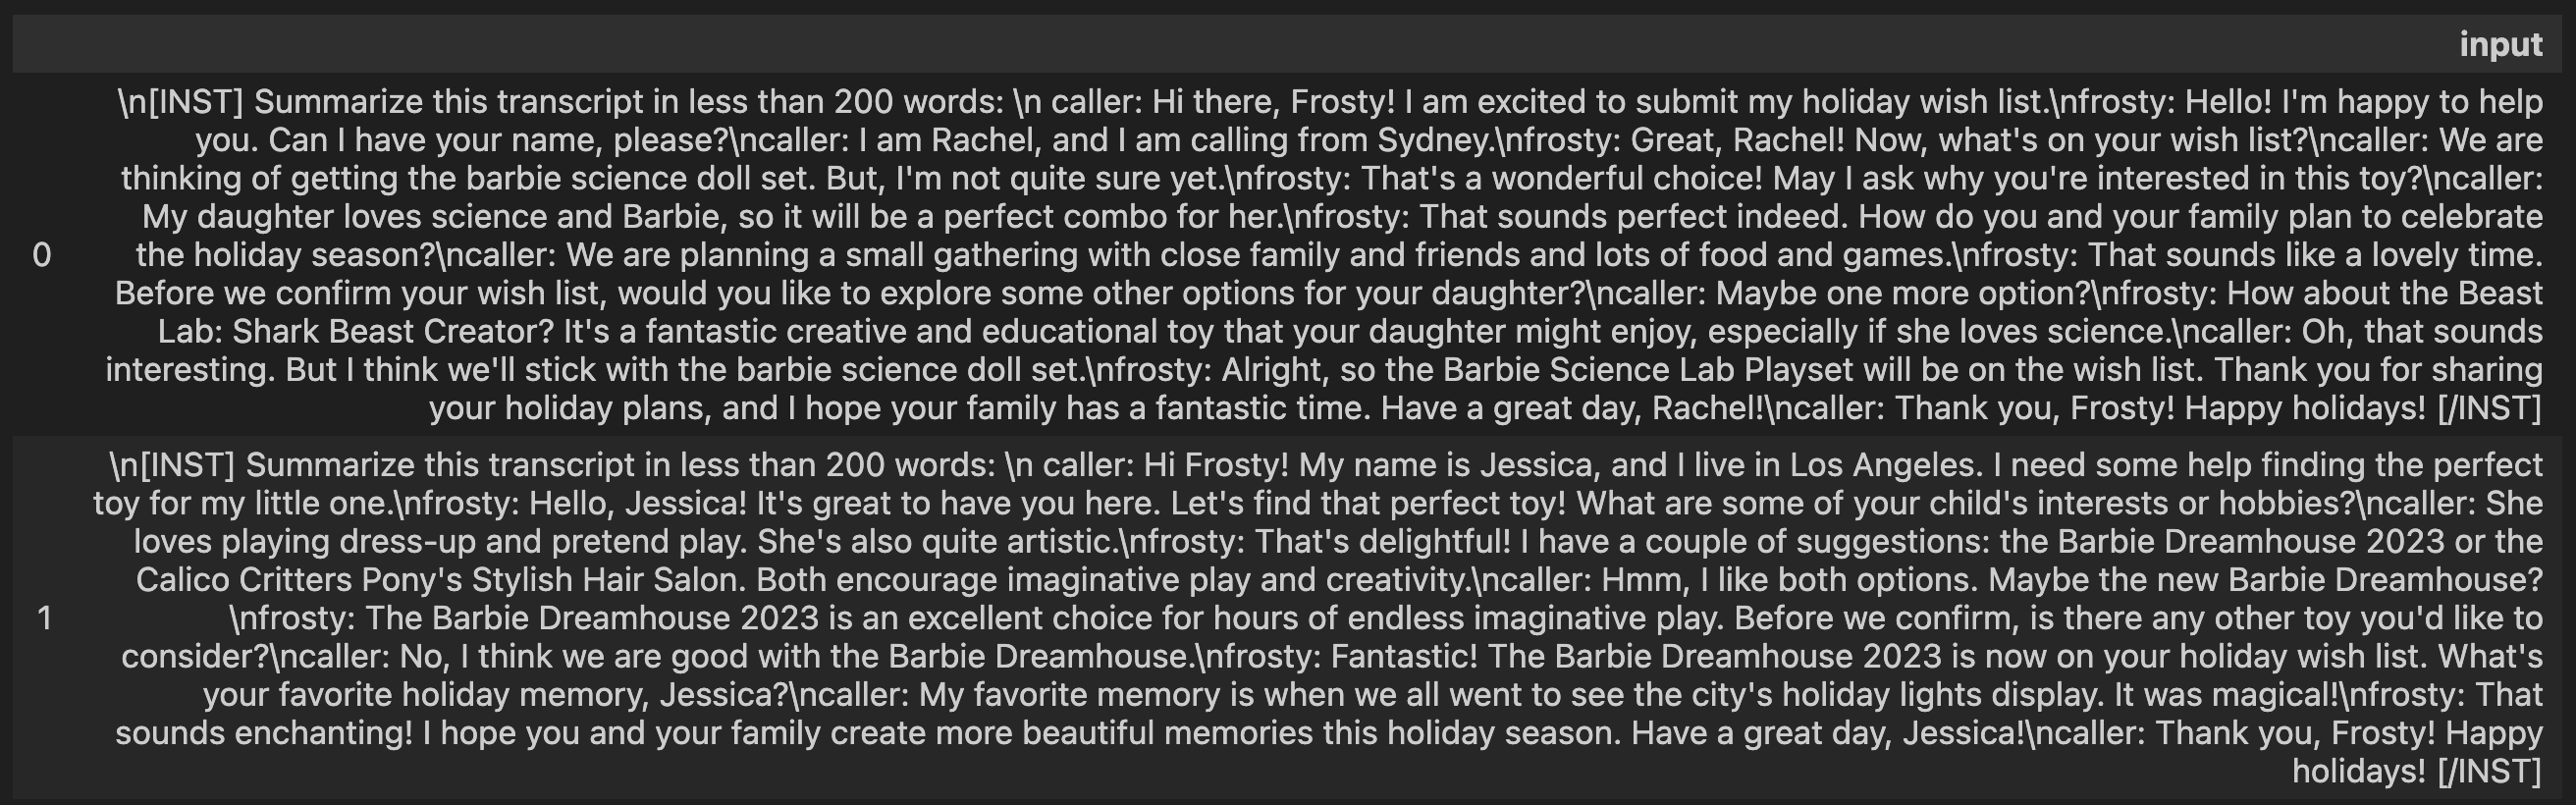 input
\n[INST] Summarize this transcript in less than 200 words: \n caller: Hi there, Frosty! I am excited to submit my holiday wish list.\nfrosty: Hello! I'm happy to help
you. Can I have your name, please?\ncaller: I am Rachel, and I am calling from Sydney.\nfrosty: Great, Rachel! Now, what's on your wish list?\ncaller: We are
thinking of getting the barbie science doll set. But, I'm not quite sure yet.\nfrosty: That's a wonderful choice! May I ask why you're interested in this toy?\ncaller:
My daughter loves science and Barbie, so it will be a perfect combo for her.\nfrosty: That sounds perfect indeed. How do you and your family plan to celebrate
0 the holiday season?\ncaller: We are planning a small gathering with close family and friends and lots of food and games.\nfrosty: That sounds like a lovely time.
Before we confirm your wish list, would you like to explore some other options for your daughter?\ncaller: Maybe one more option?\nfrosty: How about the Beast
Lab: Shark Beast Creator? It's a fantastic creative and educational toy that your daughter might enjoy, especially if she loves science.\ncaller: Oh, that sounds
interesting. But I think we'll stick with the barbie science doll set.\nfrosty: Alright, so the Barbie Science Lab Playset will be on the wish list. Thank you for sharing
your holiday plans, and I hope your family has a fantastic time. Have a great day, Rachel!\ncaller: Thank you, Frosty! Happy holidays! [/INST]
\n[INST] Summarize this transcript in less than 200 words: \n caller: Hi Frosty! My name is Jessica, and I live in Los Angeles. I need some help finding the perfect
toy for my little one.\nfrosty: Hello, Jessica! It's great to have you here. Let's find that perfect toy! What are some of your child's interests or hobbies?\ncaller: She
loves playing dress-up and pretend play. She's also quite artistic.\nfrosty: That's delightful! I have a couple of suggestions: the Barbie Dreamhouse 2023 or the
Calico Critters Pony's Stylish Hair Salon. Both encourage imaginative play and creativity.\ncaller: Hmm, I like both options. Maybe the new Barbie Dreamhouse?
1 \nfrosty: The Barbie Dreamhouse 2023 is an excellent choice for hours of endless imaginative play. Before we confirm, is there any other toy you'd like to
consider?\ncaller: No, I think we are good with the Barbie Dreamhouse.\nfrosty: Fantastic! The Barbie Dreamhouse 2023 is now on your holiday wish list. What's
your favorite holiday memory, Jessica?\ncaller: My favorite memory is when we all went to see the city's holiday lights display. It was magical!\nfrosty: That
sounds enchanting! I hope you and your family create more beautiful memories this holiday season. Have a great day, Jessica!\ncaller: Thank you, Frosty! Happy
holidays! [/INST]